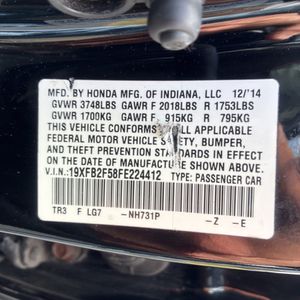 MFD. BY HONDA MFG. OF INDIANA, LLC 12/'14
GVWR 3748LBS GAWR F 2018LBS R 1753LBS
GVWR 1700KG GAWR F 915KG R 795KG
THIS VEHICLE CONFORMS TO ALL APPLICABLE
FEDERAL MOTOR VEHICLE SAFETY, BUMPER,
AND THEFT PREVENTION STANDARDS IN EFFECT
ON THE DATE OF MANUFACTURE SHOWN ABOVE.
V.I.N.: 19XFB2F58FE224412 TYPE: PASSENGER CAR
TR3 F LG7 -NH731P -Z -E